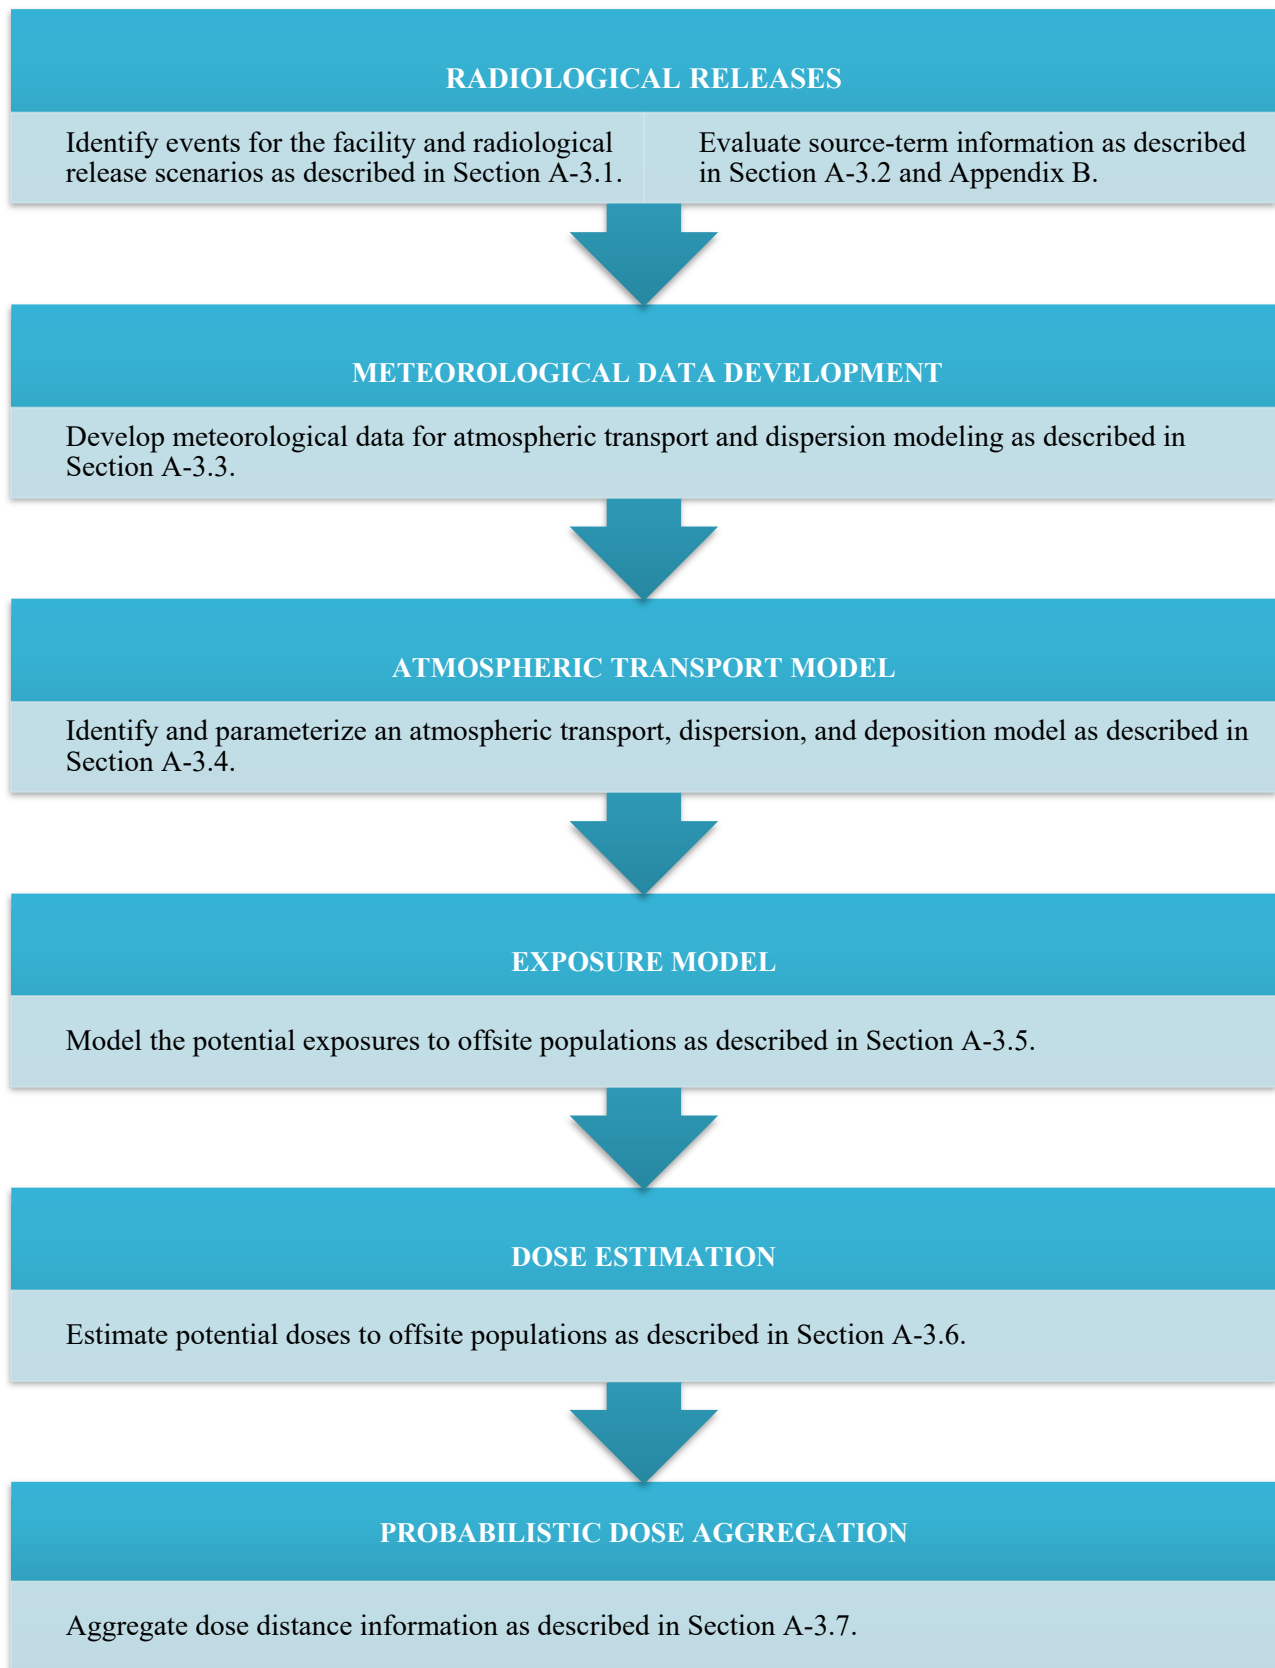 RADIOLOGICAL RELEASES
Identify events for the facility and radiological
release scenarios as described in Section A-3.1.
Evaluate source-term information as described
in Section A-3.2 and Appendix B.
METEOROLOGICAL DATA DEVELOPMENT
Develop meteorological data for atmospheric transport and dispersion modeling as described in
Section A-3.3.
ATMOSPHERIC TRANSPORT MODEL
Identify and parameterize an atmospheric transport, dispersion, and deposition model as described in
Section A-3.4.
EXPOSURE MODEL
Model the potential exposures to offsite populations as described in Section A-3.5.
DOSE ESTIMATION
Estimate potential doses to offsite populations as described in Section A-3.6.
PROBABILISTIC DOSE AGGREGATION
Aggregate dose distance information as described in Section A-3.7.